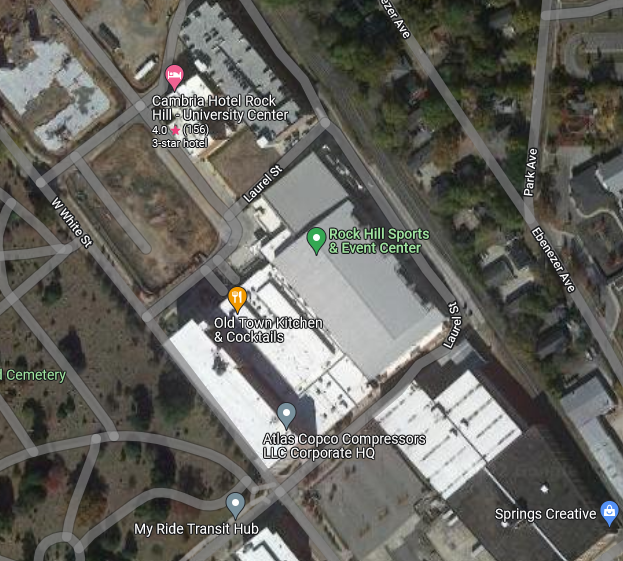 Ebenezer Ave
Cambria Hotel Rock
Hill - University Center
4.0 ★ (156)
3-star hotel
Park Ave
Laurel St
W White St
Rock Hill Sports
& Event Center
Ebenezer Ave
Old Town Kitchen
& Cocktails
Laurel St
l Cemetery
Atlas Copco Compressors
LLC Corporate HQ
Springs Creative
My Ride Transit Hub